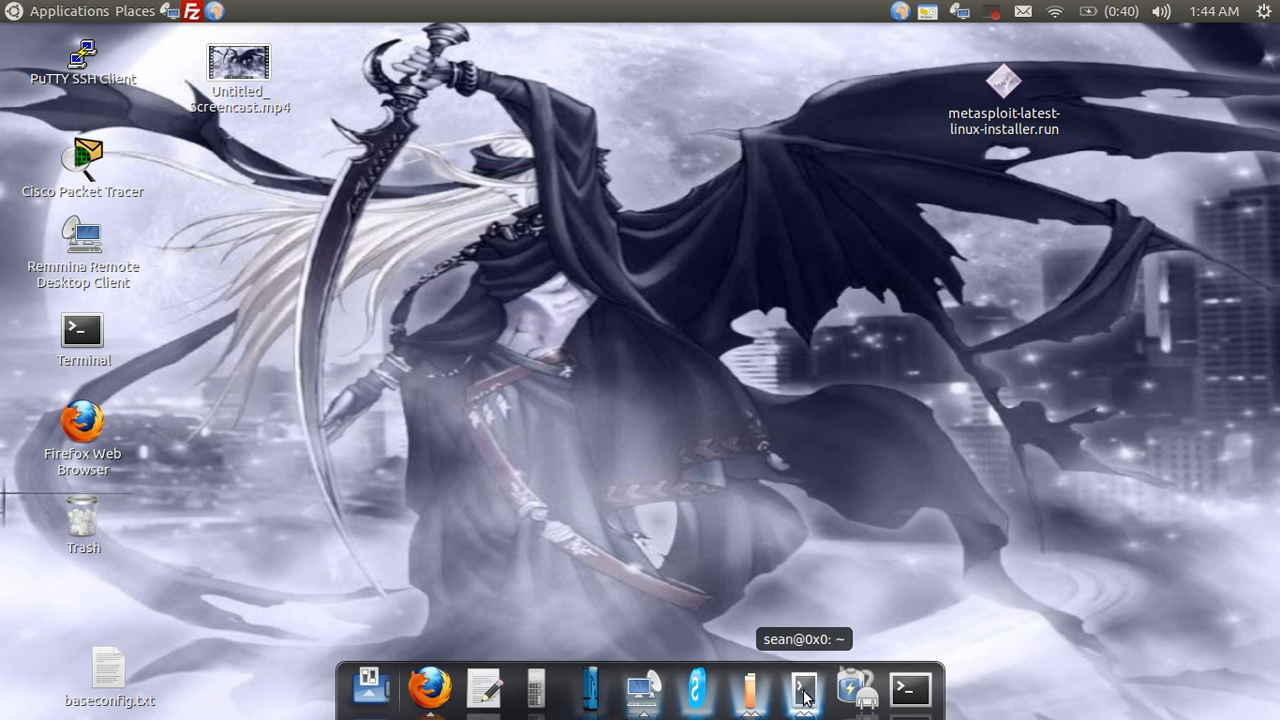 Applications Places
(0:40)
1:44 AM
PuTTY SSH Client
Untitled_
Screencast.mp4
metasploit-latest-
linux-installer.run
Cisco Packet Tracer
Remmina Remote
Desktop Client
Terminal
Firefox Web
Browser
Trash
baseconfig.txt
sean@0x0: ~